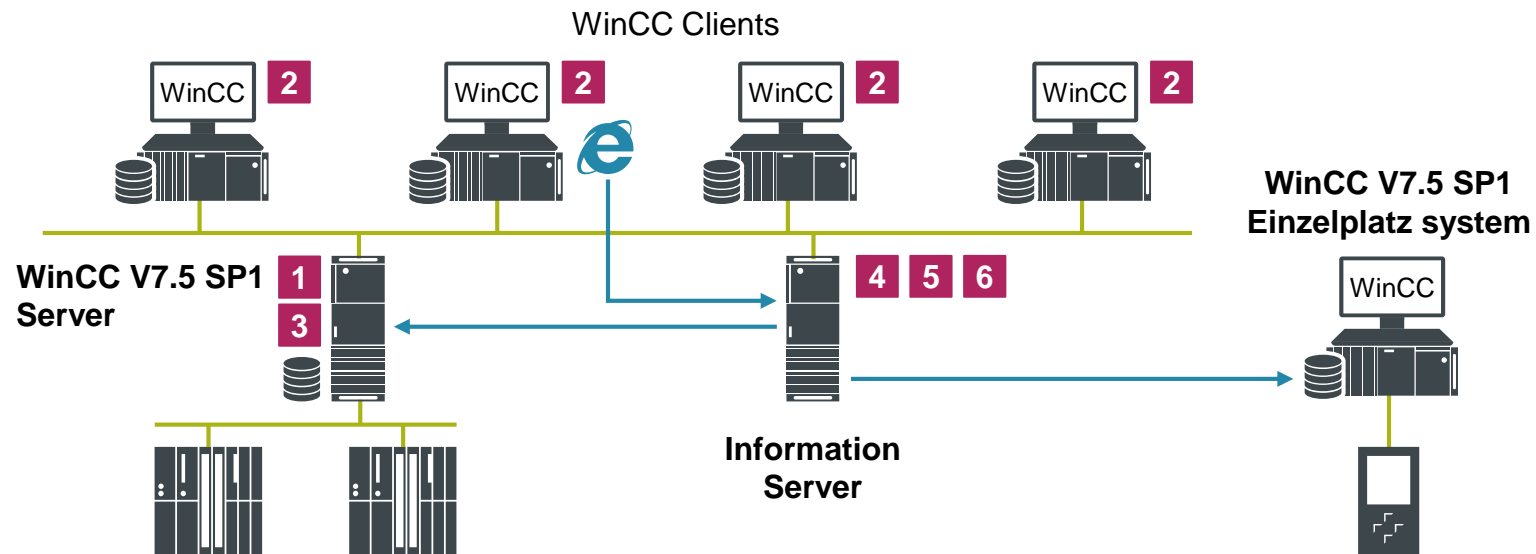 WinCC Clients
WinCC 2
WinCC 2
WinCC 2
WinCC 2
WinCC V7.5 SP1
Einzelplatz system
WinCC
WinCC V7.5 SP1
Server
1
3
4 5 6
Information
Server